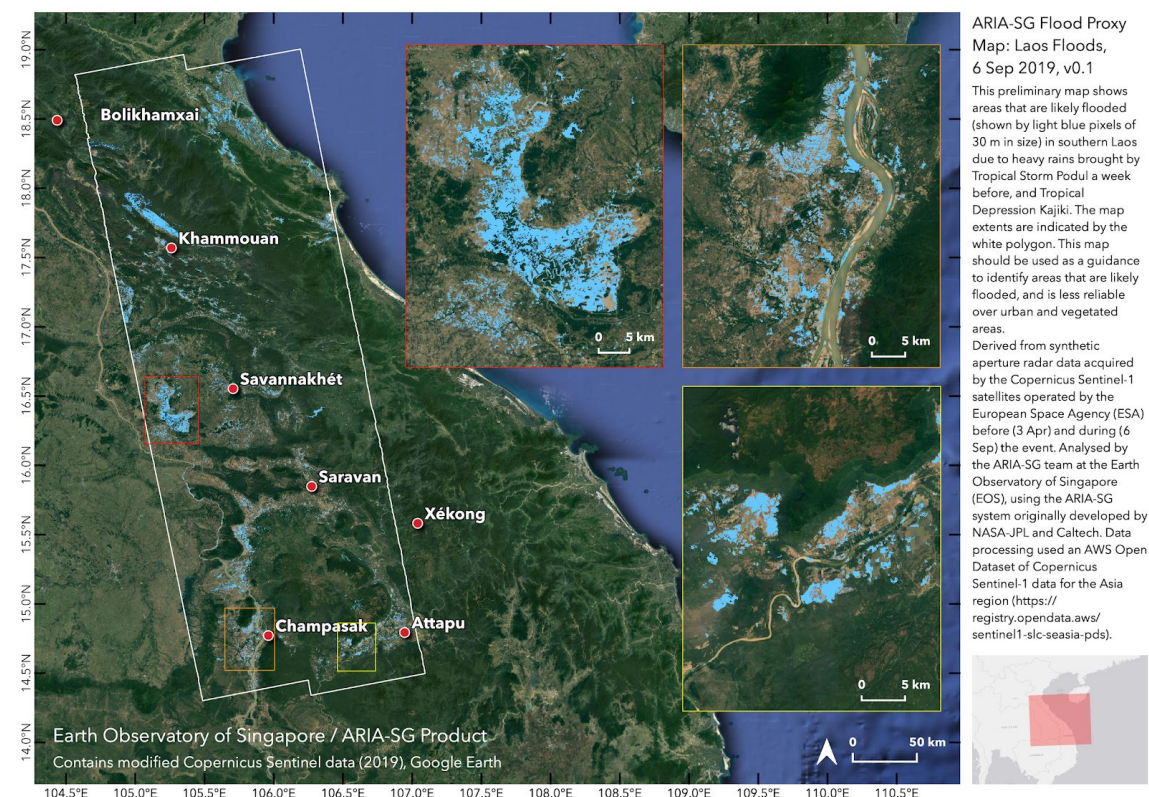 ARIA-SG Flood Proxy
Map: Laos Floods,
6 Sep 2019, v0.1
This preliminary map shows
areas that are likely flooded
(shown by light blue pixels of
30 m in size) in southern Laos
due to heavy rains brought by
Tropical Storm Podul a week
before, and Tropical
Depression Kajiki. The map
extents are indicated by the
white polygon. This map
should be used as a guidance
to identify areas that are likely
flooded, and is less reliable
over urban and vegetated
areas.
Derived from synthetic
aperture radar data acquired
by the Copernicus Sentinel-1
satellites operated by the
European Space Agency (ESA)
before (3 Apr) and during (6
Sep) the event. Analysed by
the ARIA-SG team at the Earth
Observatory of Singapore
(EOS), using the ARIA-SG
system originally developed by
NASA-JPL and Caltech. Data
processing used an AWS Open
Dataset of Copernicus
Sentinel-1 data for the Asia
region (https://
registry.opendata.aws/
sentinel1-slc-seasia-pds).
19.0°N
18.5°N
18.0°N
17.5°N
17.0°N
16.5°N
16.0°N
15.5°N
15.0°N
14.5°N
14.0°N
Bolikhamxai
Khammouan
Savannakhét
Saravan
Xékong
Champasak
Attapu
0 5 km
0 5 km
0 5 km
0 50 km
Earth Observatory of Singapore / ARIA-SG Product
Contains modified Copernicus Sentinel data (2019), Google Earth
104.5°E 105.0°E 105.5°E 106.0°E 106.5°E 107.0°E 107.5°E 108.0°E 108.5°E 109.0°E 109.5°E 110.0°E 110.5°E